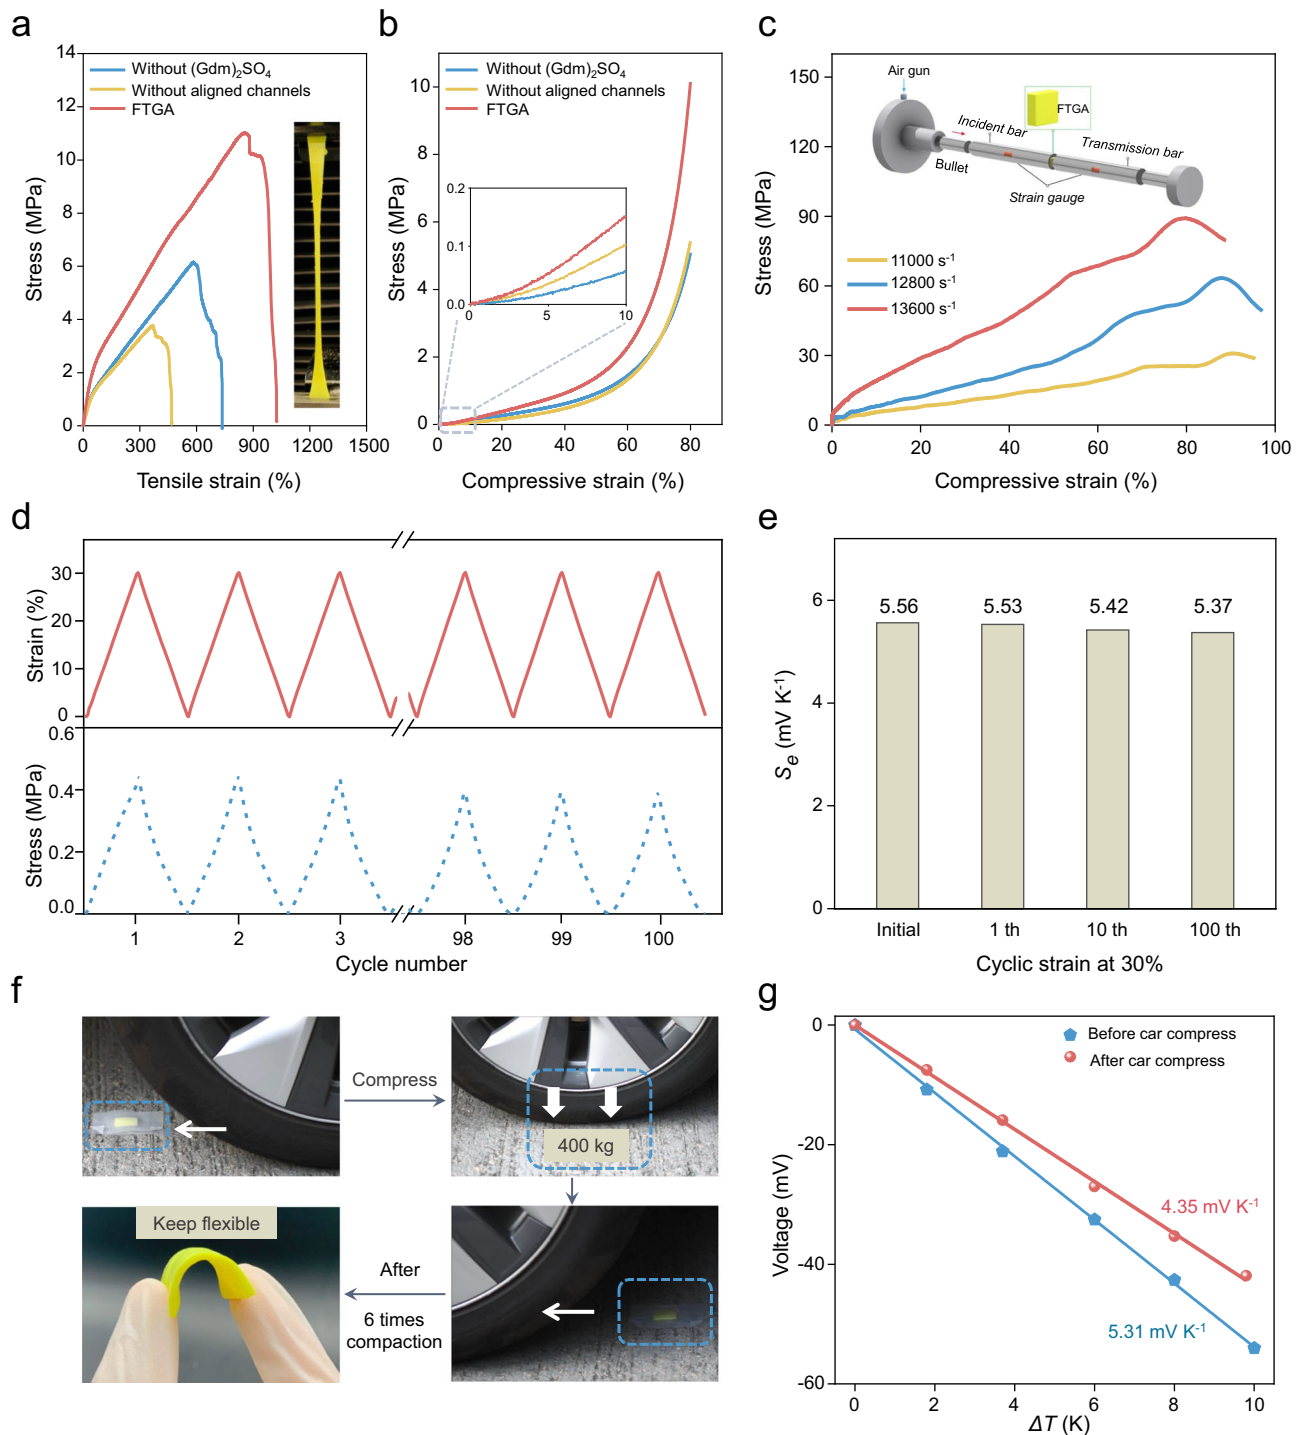 a
14
12
10
8
6
4
2
0
0
300
600
900
1200
1500
Stress (MPa)
Tensile strain (%)
Without (Gdm)₂SO₄
Without aligned channels
FTGA
b
10
8
6
4
2
0
20
40
60
80
Stress (MPa)
Compressive strain (%)
Without (Gdm)₂SO₄
Without aligned channels
FTGA
0.2
0.1
0.0
0
5
10
c
150
120
90
60
30
0
0
20
40
60
80
100
Stress (MPa)
Compressive strain (%)
Air gun
FTGA
Incident bar
Transmission bar
Bullet
Strain gauge
11000 s⁻¹
12800 s⁻¹
13600 s⁻¹
d
30
20
10
0
Strain (%)
0.6
0.4
0.2
0.0
Stress (MPa)
1
2
3
98
99
100
Cycle number
e
6
4
2
0
Sₑ (mV K⁻¹)
5.56
5.53
5.42
5.37
Initial
1 th
10 th
100 th
Cyclic strain at 30%
f
Compress
400 kg
Keep flexible
After
6 times
compaction
g
0
-20
-40
-60
Voltage (mV)
Before car compress
After car compress
4.35 mV K⁻¹
5.31 mV K⁻¹
0
2
4
6
8
10
ΔT (K)